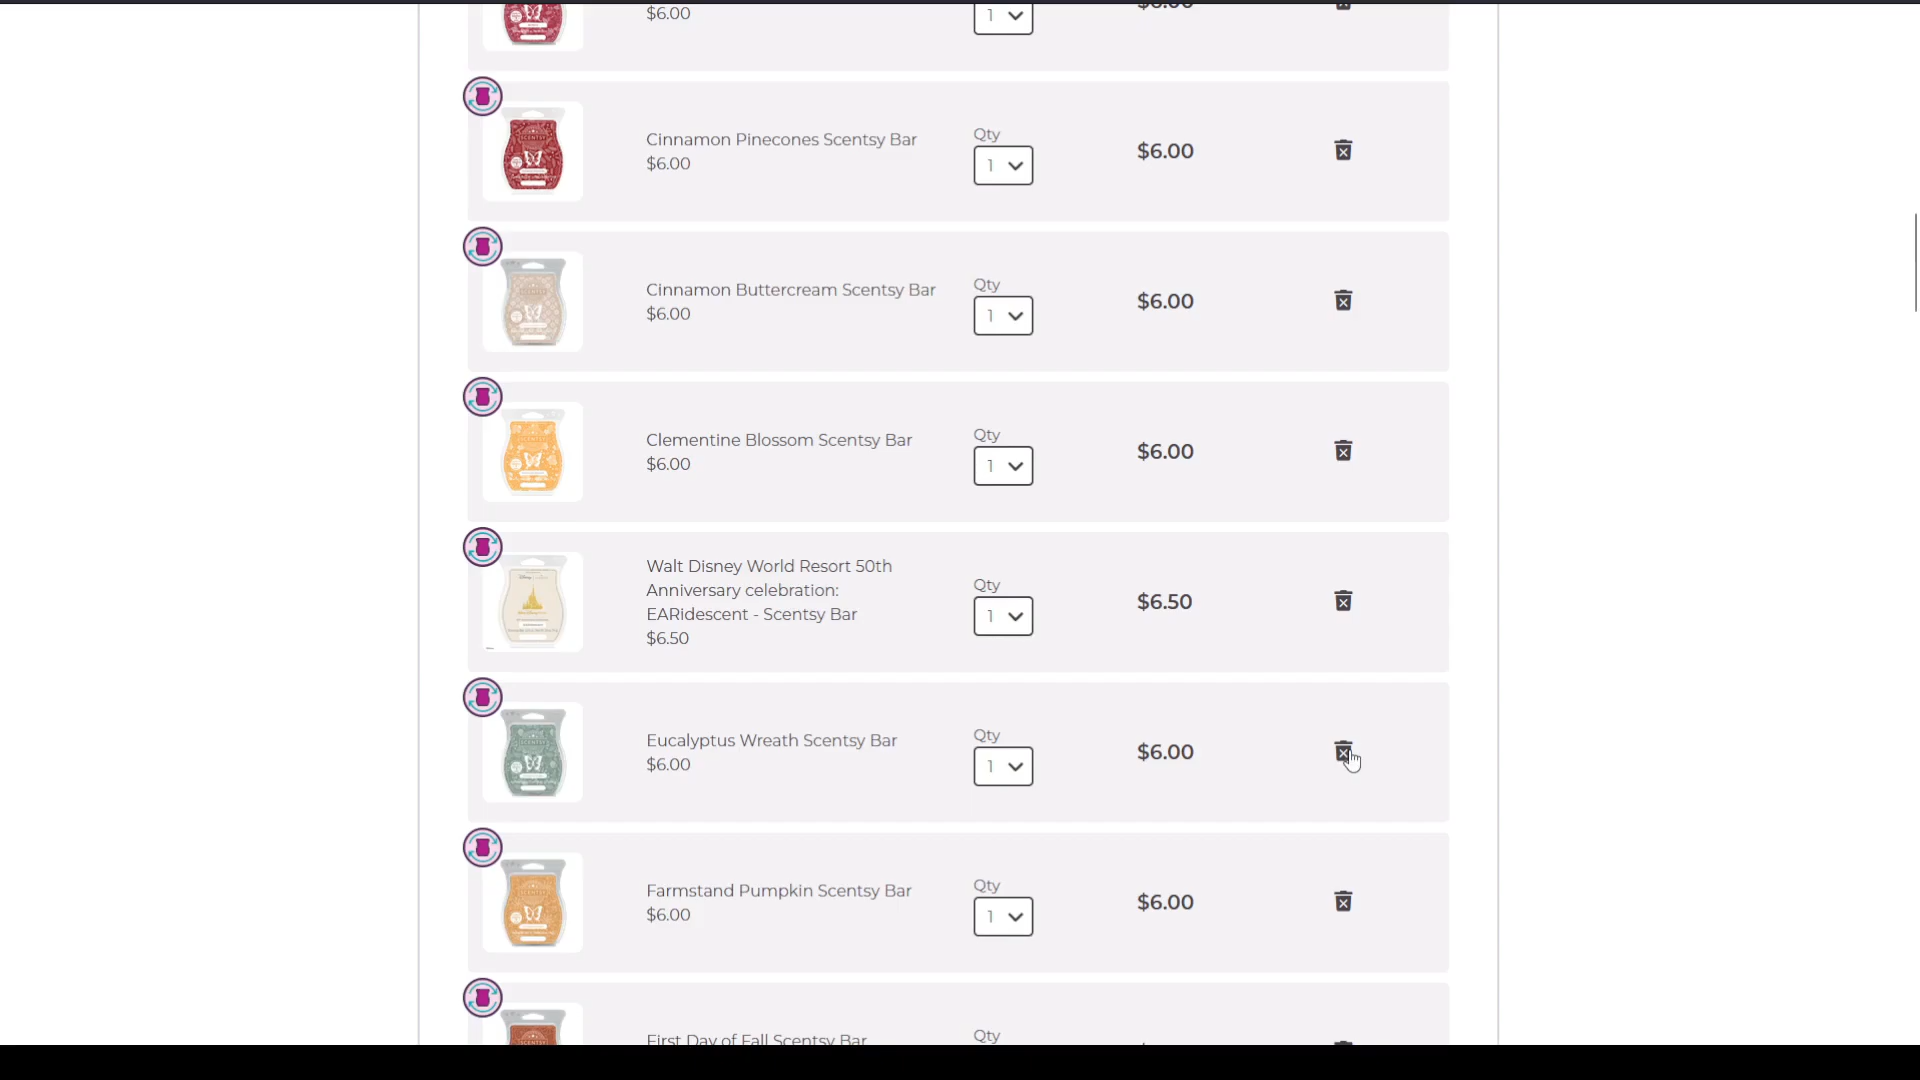 $6.00
1
Cinnamon Pinecones Scentsy Bar
$6.00
Qty
1
$6.00
Cinnamon Buttercream Scentsy Bar
$6.00
Qty
1
$6.00
Clementine Blossom Scentsy Bar
$6.00
Qty
1
$6.00
Walt Disney World Resort 50th
Anniversary celebration:
EARidescent - Scentsy Bar
$6.50
Qty
1
$6.50
Eucalyptus Wreath Scentsy Bar
$6.00
Qty
1
$6.00
Farmstand Pumpkin Scentsy Bar
$6.00
Qty
1
$6.00
First Day of Fall Scentsy Bar
Qty